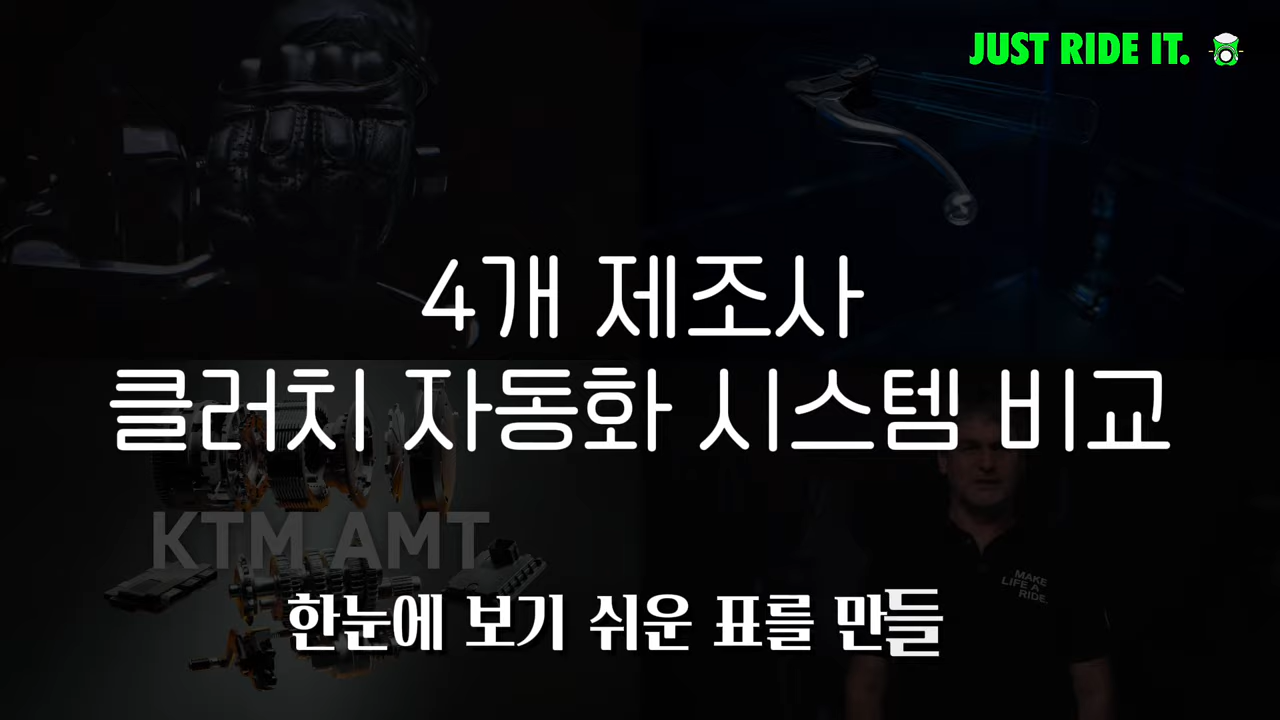 JUST RIDE IT.
4개 제조사
클러치 자동화 시스템 비교
KTM AMT
MAKE
LIFE A
RIDE.
한눈에 보기 쉬운 표를 만들